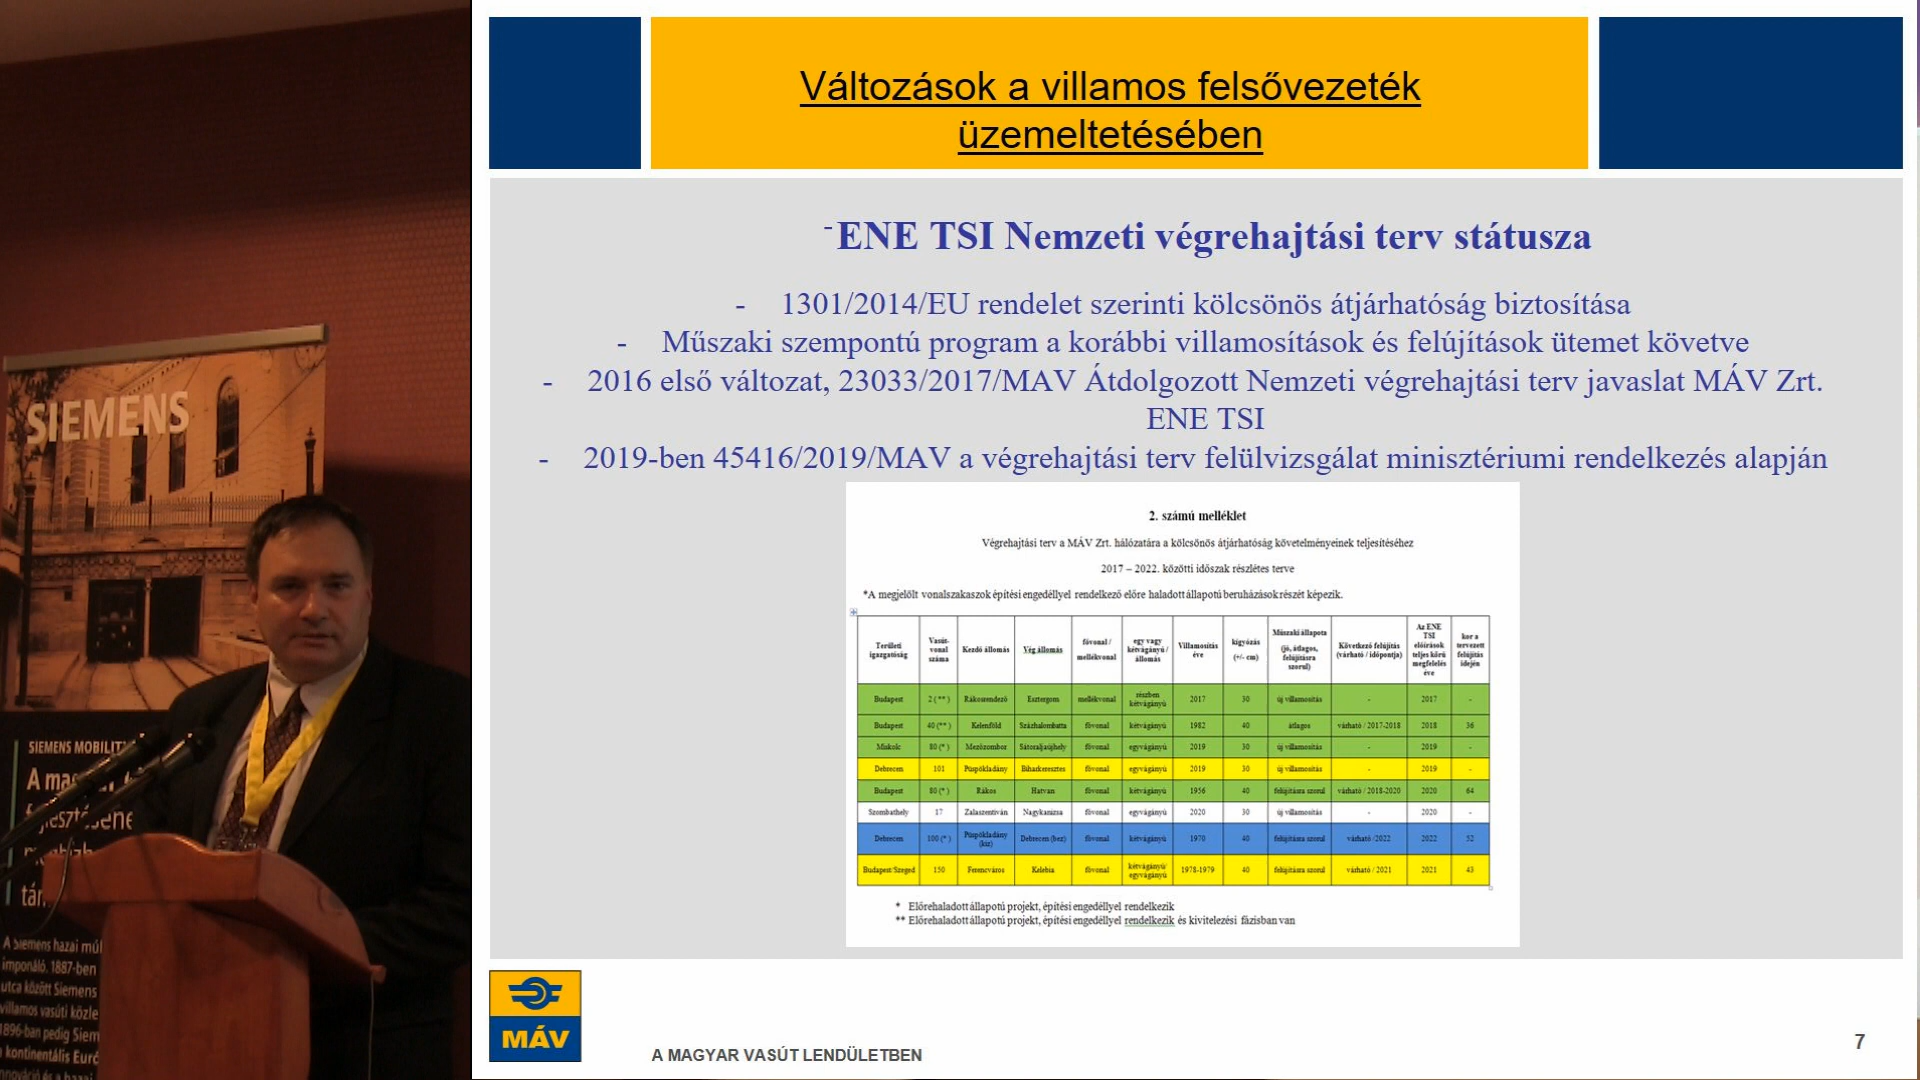 SIEMENS
SIEMENS MOBILIT
A ma
A Siemens hazai múl
imponáló. 1887-ben
utca között Siemens
villamos vasúti közle
1896-ban pedig Siem
kontinentális Euró
Változások a villamos felsővezeték
üzemeltetésében
- ENE TSI Nemzeti végrehajtási terv státusza
- 1301/2014/EU rendelet szerinti kölcsönös átjárhatóság biztosítása
- Műszaki szempontú program a korábbi villamosítások és felújítások ütemet követve
- 2016 első változat, 23033/2017/MAV Átdolgozott Nemzeti végrehajtási terv javaslat MÁV Zrt.
ENE TSI
- 2019-ben 45416/2019/MAV a végrehajtási terv felülvizsgálat minisztériumi rendelkezés alapján
2. számú melléklet
Végrehajtási terv a MÁV Zrt. hálózatára a kölcsönös átjárhatóság követelményeinek teljesítéséhez
2017 – 2022. közötti időszak részletes terve
*A megjelölt vonalszakaszok építési engedéllyel rendelkező előre haladott állapotú beruházások részét képezik.
Területi igazgatóság Vasút-vonal száma Kezdő állomás Vég állomás fővonal / mellékvonal egy vagy kétvágányú / állomás Villamosítás éve kígyózás (+/- cm) Műszaki állapota (jó, átlagos, felújításra szorul) Következő felújítás (várható / időpontja) Az ENE TSI előírások teljes körű megfelelés éve kor a tervezett felújítás idején
Budapest 2 (**) Rákosrendező Esztergom mellékvonal részben kétvágányú 2017 30 új villamosítás - 2017 -
Budapest 40 (**) Kelenföld Százhalombatta fővonal kétvágányú 1982 40 átlagos várható / 2017-2018 2018 36
Miskolc 80 (*) Mezőzombor Sátoraljaújhely fővonal egyvágányú 2019 30 új villamosítás - 2019 -
Debrecen 101 Püspökladány Biharkeresztes fővonal egyvágányú 2019 30 új villamosítás - 2019 -
Budapest 80 (*) Rákos Hatvan fővonal kétvágányú 1956 40 felújításra szorul várható / 2018-2020 2020 64
Szombathely 17 Zalaszentiván Nagykanizsa fővonal egyvágányú 2020 30 új villamosítás - 2020 -
Debrecen 100 (*) Püspökladány (kiz) Debrecen (bez) fővonal kétvágányú 1970 40 felújításra szorul várható /2022 2022 52
Budapest/Szeged 150 Ferencváros Kelebia fővonal kétvágányú/ egyvágányú 1978-1979 40 felújításra szorul várható / 2021 2021 43
* Előrehaladott állapotú projekt, építési engedéllyel rendelkezik
** Előrehaladott állapotú projekt, építési engedéllyel rendelkezik és kivitelezési fázisban van
MÁV
A MAGYAR VASÚT LENDÜLETBEN
7